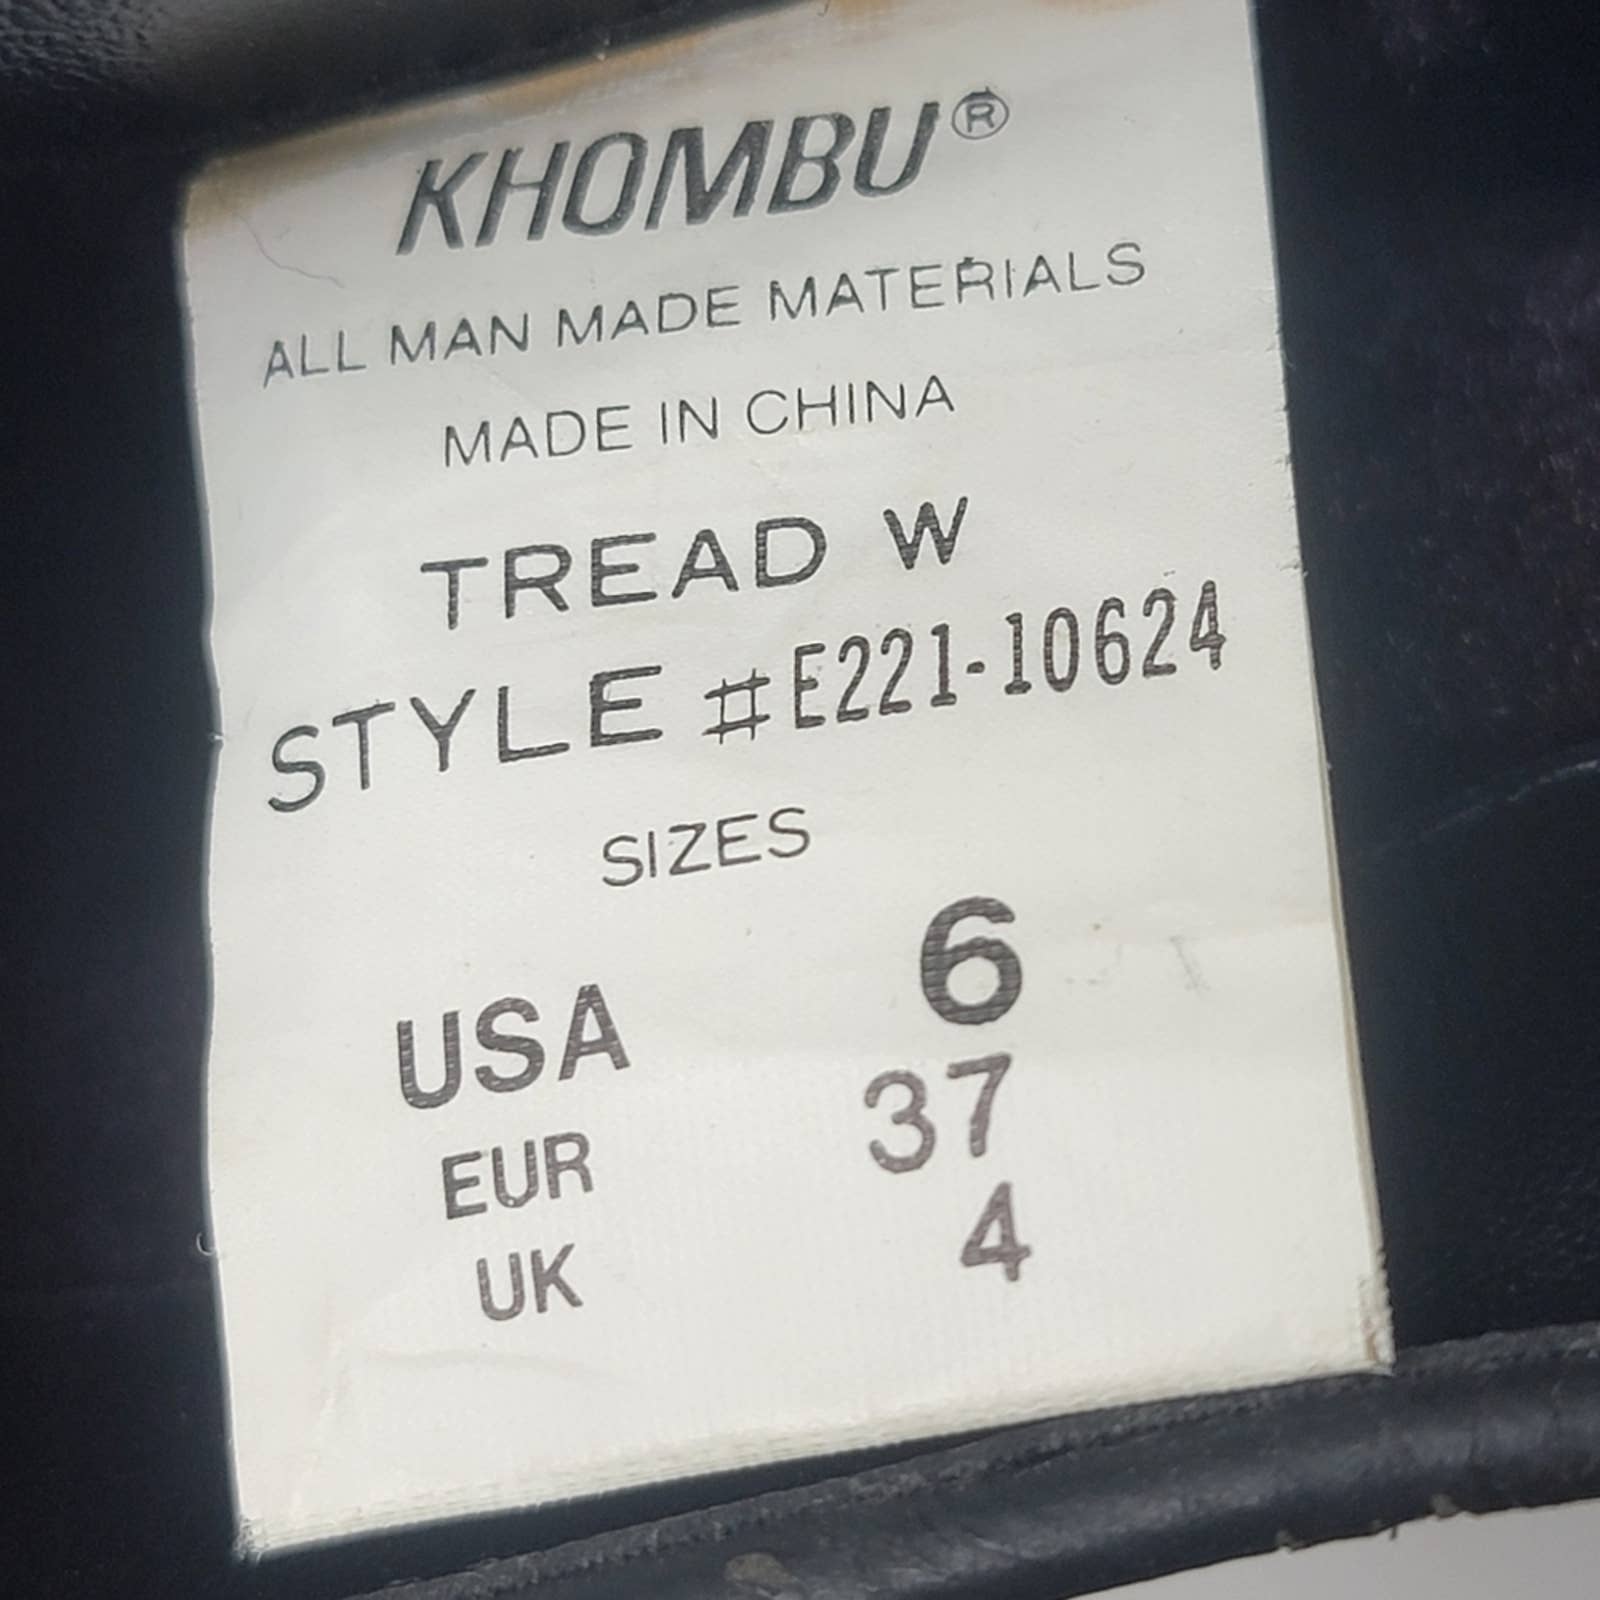 KHOMBU®
ALL MAN MADE MATERIALS
MADE IN CHINA
TREAD W
STYLE #E221-10624
SIZES
USA 6
EUR 37
UK 4